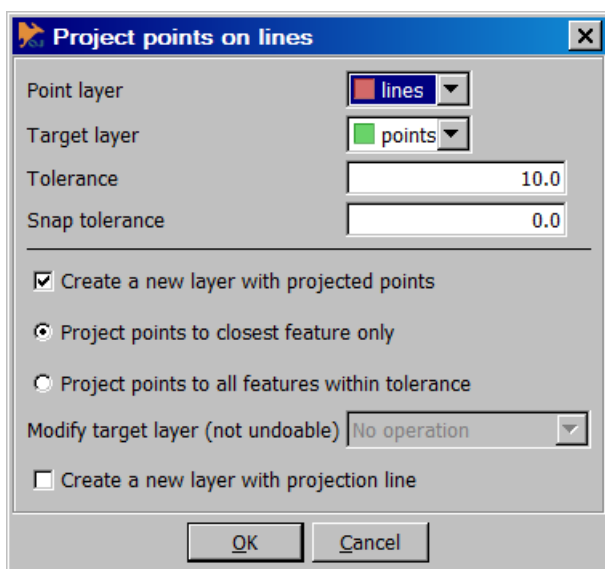 Project points on lines
Point layer lines
Target layer points
Tolerance 10.0
Snap tolerance 0.0
Create a new layer with projected points
Project points to closest feature only
Project points to all features within tolerance
Modify target layer (not undoable) No operation
Create a new layer with projection line
OK Cancel